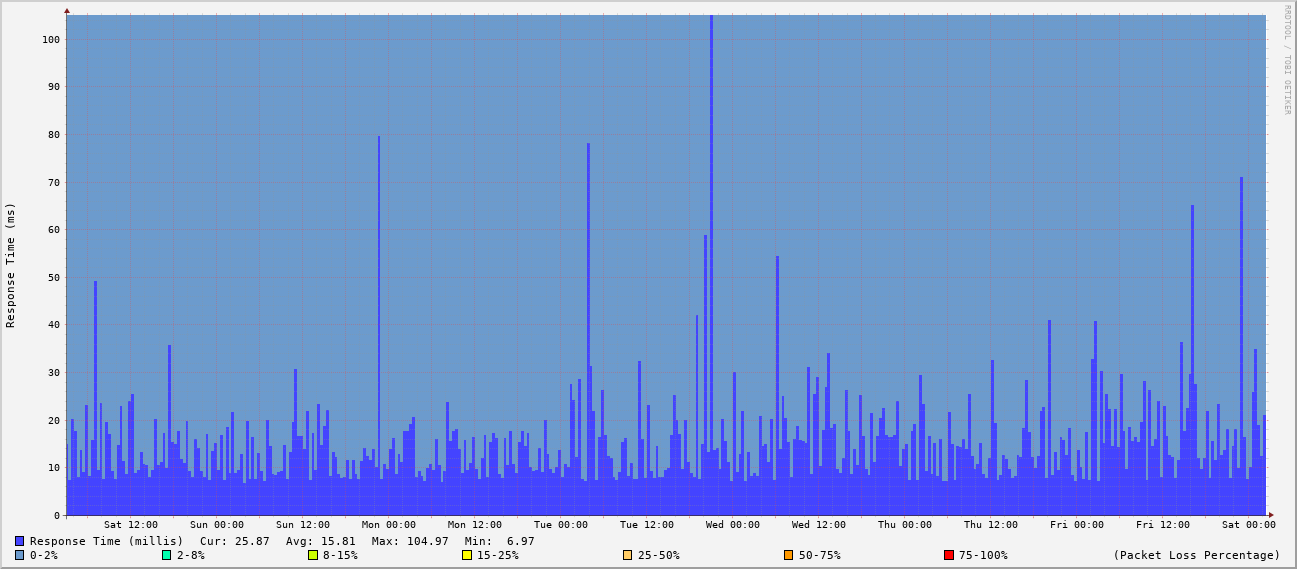 RRDTOOL / TOBI OETIKER
Response Time (ms)
100
90
80
70
60
50
40
30
20
10
0
Sat 12:00 Sun 00:00 Sun 12:00 Mon 00:00 Mon 12:00 Tue 00:00 Tue 12:00 Wed 00:00 Wed 12:00 Thu 00:00 Thu 12:00 Fri 00:00 Fri 12:00 Sat 00:00
Response Time (millis) Cur: 25.87 Avg: 15.81 Max: 104.97 Min: 6.97
0-2% 2-8% 8-15% 15-25% 25-50% 50-75% 75-100% (Packet Loss Percentage)